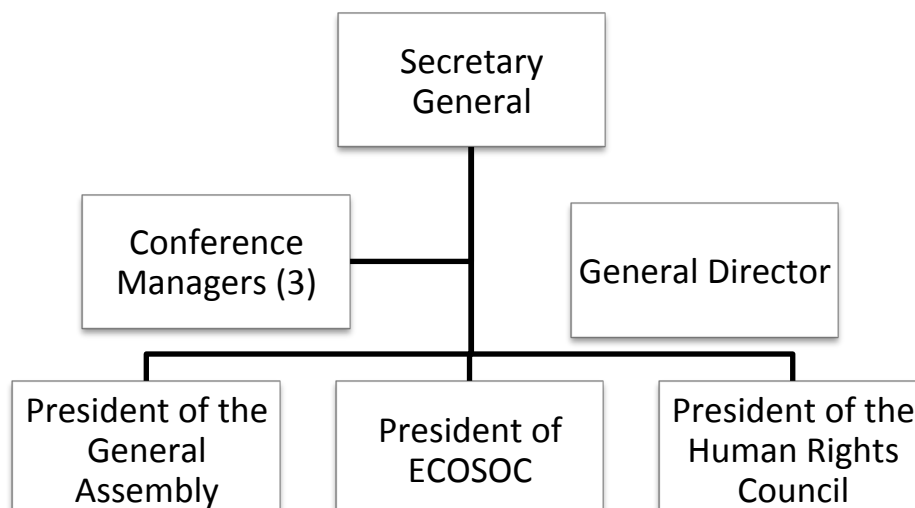 Secretary
General
Conference
Managers (3)
General Director
President of the
General
Assembly
President of
ECOSOC
President of the
Human Rights
Council